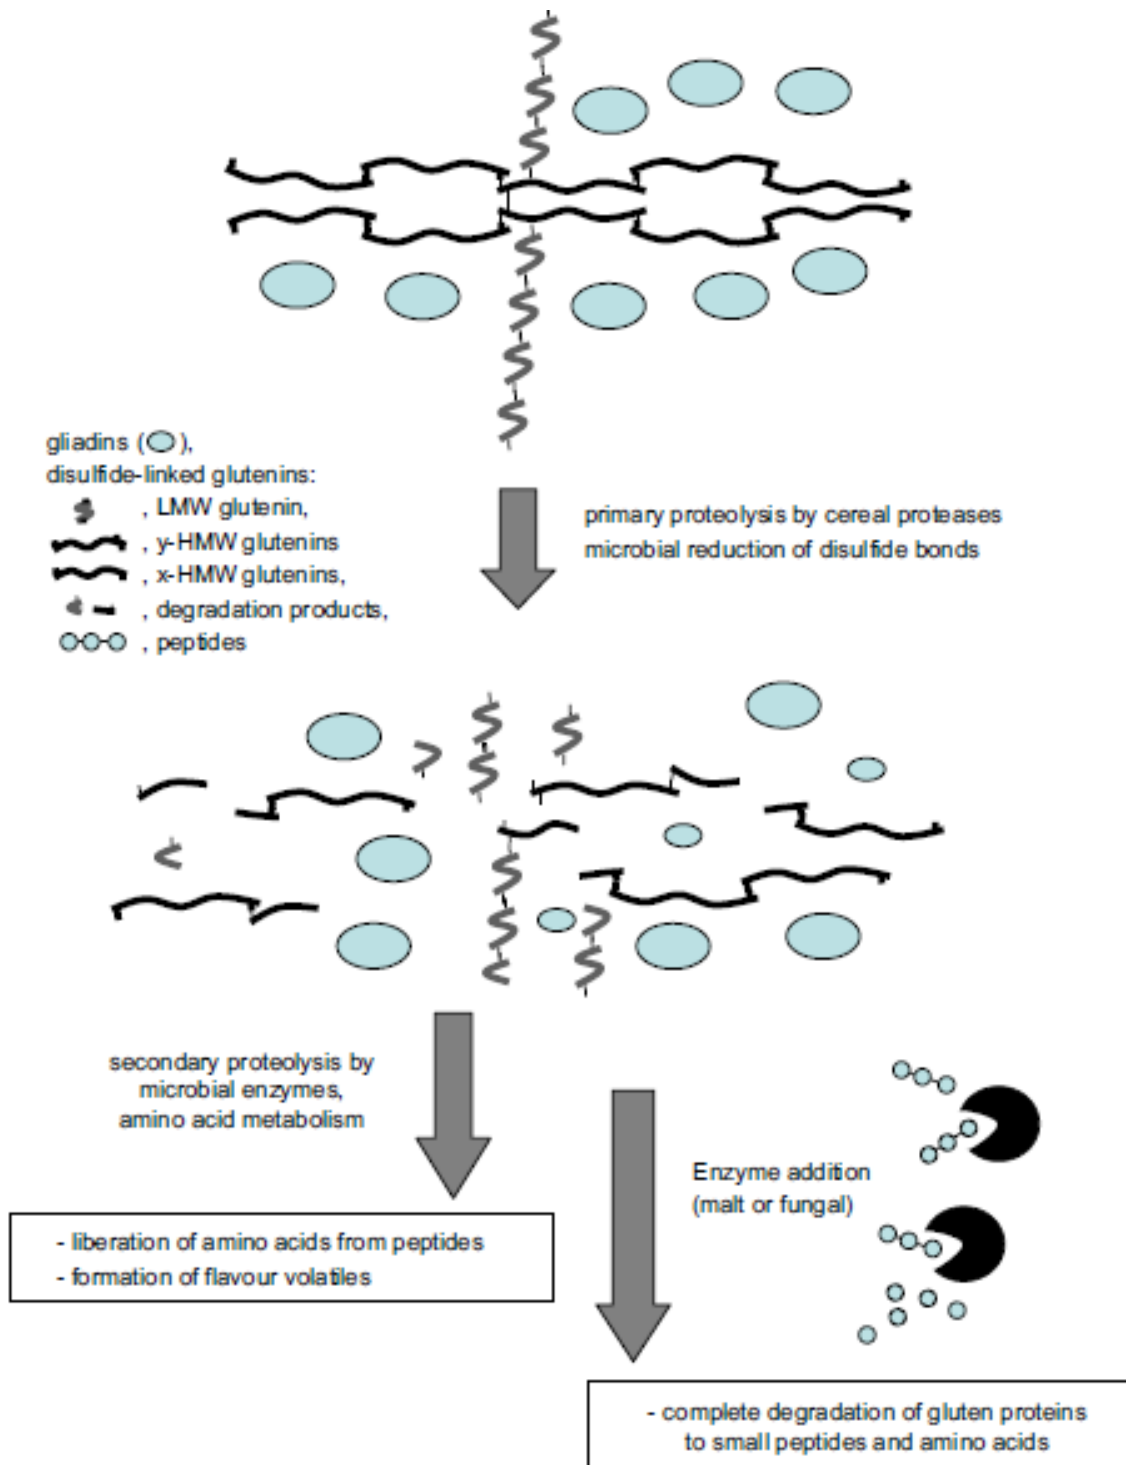 gliadins ( ),
disulfide-linked glutenins:
, LMW glutenin,
, y-HMW glutenins
, x-HMW glutenins,
, degradation products,
, peptides
primary proteolysis by cereal proteases
microbial reduction of disulfide bonds
secondary proteolysis by
microbial enzymes,
amino acid metabolism
- liberation of amino acids from peptides
- formation of flavour volatiles
Enzyme addition
(malt or fungal)
- complete degradation of gluten proteins
to small peptides and amino acids